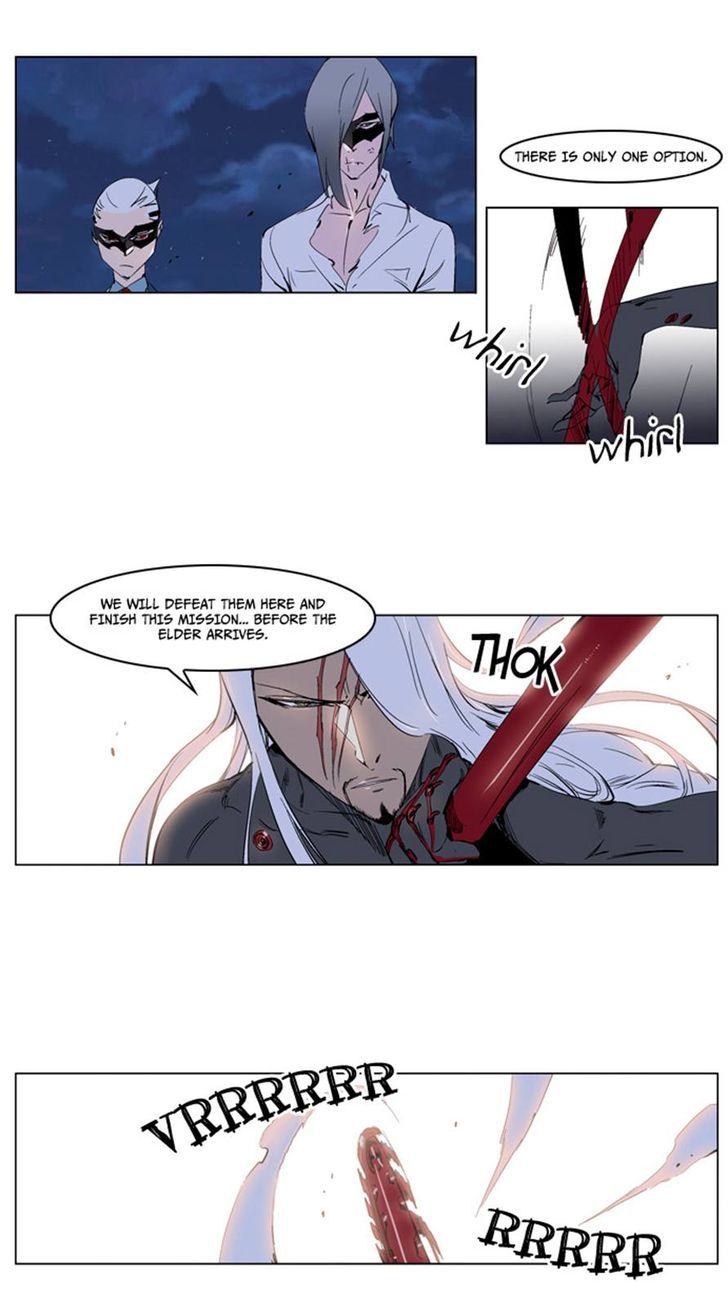 THERE IS ONLY ONE OPTION.
whirl
whirl
WE WILL DEFEAT THEM HERE AND
FINISH THIS MISSION... BEFORE THE
ELDER ARRIVES.
THOK
VRRRRRR
RRRRR